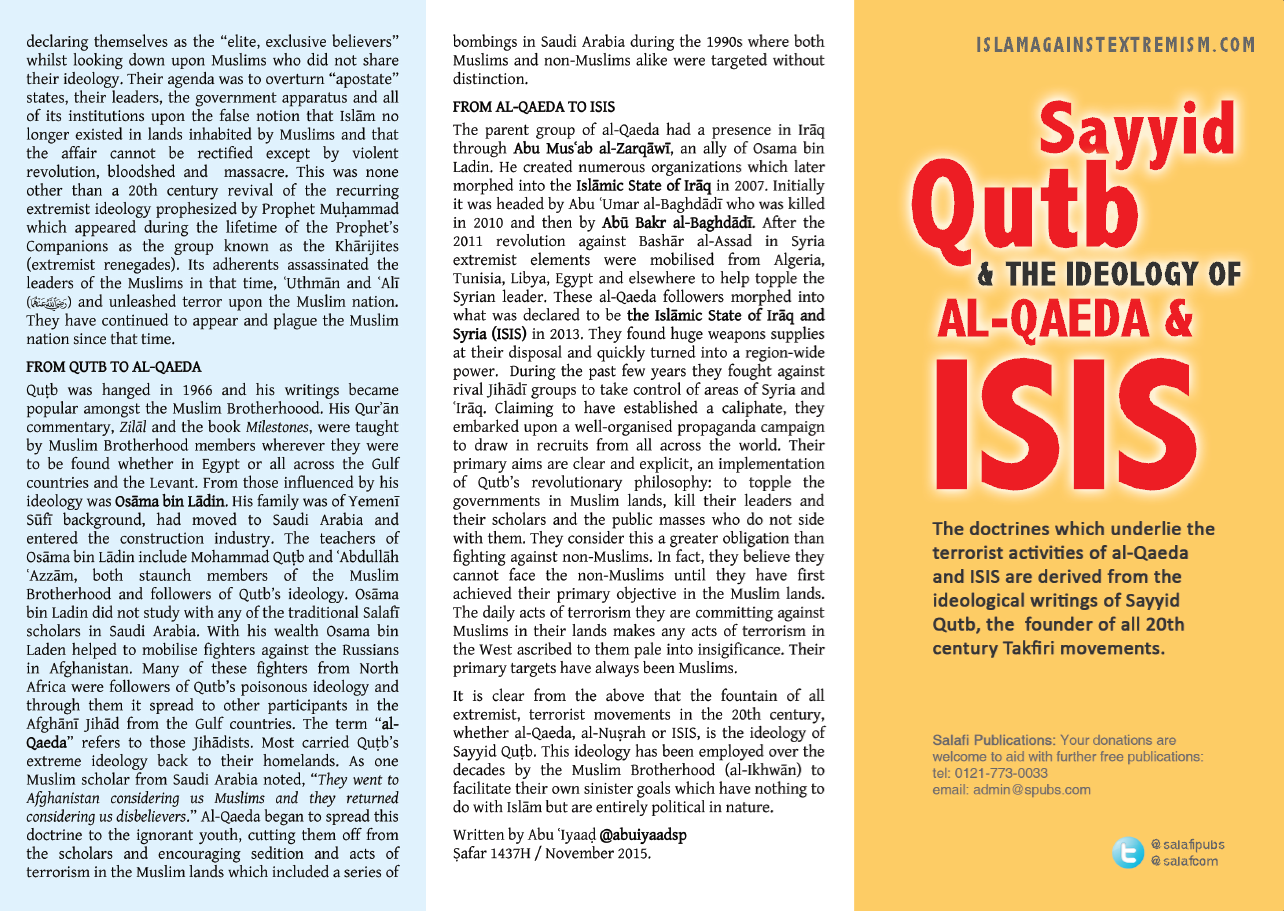 declaring themselves as the “elite, exclusive believers”
whilst looking down upon Muslims who did not share
their ideology. Their agenda was to overturn “apostate”
states, their leaders, the government apparatus and all
of its institutions upon the false notion that Islām no
longer existed in lands inhabited by Muslims and that
the affair cannot be rectified except by violent
revolution, bloodshed and massacre. This was none
other than a 20th century revival of the recurring
extremist ideology prophesized by Prophet Muḥammad
which appeared during the lifetime of the Prophet’s
Companions as the group known as the Khārijites
(extremist renegades). Its adherents assassinated the
leaders of the Muslims in that time, ʿUthmān and ʿAlī
() and unleashed terror upon the Muslim nation.
They have continued to appear and plague the Muslim
nation since that time.
FROM QUTB TO AL-QAEDA
Quṭb was hanged in 1966 and his writings became
popular amongst the Muslim Brotherhoood. His Qurʾān
commentary, Zilāl and the book Milestones, were taught
by Muslim Brotherhood members wherever they were
to be found whether in Egypt or all across the Gulf
countries and the Levant. From those influenced by his
ideology was Osāma bin Lādin. His family was of Yemenī
Sūfī background, had moved to Saudi Arabia and
entered the construction industry. The teachers of
Osāma bin Lādin include Mohammad Quṭb and ʿAbdullāh
ʿAzzām, both staunch members of the Muslim
Brotherhood and followers of Qutb’s ideology. Osāma
bin Ladin did not study with any of the traditional Salafī
scholars in Saudi Arabia. With his wealth Osama bin
Laden helped to mobilise fighters against the Russians
in Afghanistan. Many of these fighters from North
Africa were followers of Qutb’s poisonous ideology and
through them it spread to other participants in the
Afghānī Jihād from the Gulf countries. The term “al-
Qaeda” refers to those Jihādists. Most carried Quṭb’s
extreme ideology back to their homelands. As one
Muslim scholar from Saudi Arabia noted, “They went to
Afghanistan considering us Muslims and they returned
considering us disbelievers.” Al-Qaeda began to spread this
doctrine to the ignorant youth, cutting them off from
the scholars and encouraging sedition and acts of
terrorism in the Muslim lands which included a series of
bombings in Saudi Arabia during the 1990s where both
Muslims and non-Muslims alike were targeted without
distinction.
FROM AL-QAEDA TO ISIS
The parent group of al-Qaeda had a presence in Irāq
through Abu Musʿab al-Zarqāwī, an ally of Osama bin
Ladin. He created numerous organizations which later
morphed into the Islāmic State of Irāq in 2007. Initially
it was headed by Abu ʿUmar al-Baghdādī who was killed
in 2010 and then by Abū Bakr al-Baghdādī. After the
2011 revolution against Bashār al-Assad in Syria
extremist elements were mobilised from Algeria,
Tunisia, Libya, Egypt and elsewhere to help topple the
Syrian leader. These al-Qaeda followers morphed into
what was declared to be the Islāmic State of Irāq and
Syria (ISIS) in 2013. They found huge weapons supplies
at their disposal and quickly turned into a region-wide
power. During the past few years they fought against
rival Jihādī groups to take control of areas of Syria and
ʿIrāq. Claiming to have established a caliphate, they
embarked upon a well-organised propaganda campaign
to draw in recruits from all across the world. Their
primary aims are clear and explicit, an implementation
of Qutb’s revolutionary philosophy: to topple the
governments in Muslim lands, kill their leaders and
their scholars and the public masses who do not side
with them. They consider this a greater obligation than
fighting against non-Muslims. In fact, they believe they
cannot face the non-Muslims until they have first
achieved their primary objective in the Muslim lands.
The daily acts of terrorism they are committing against
Muslims in their lands makes any acts of terrorism in
the West ascribed to them pale into insigificance. Their
primary targets have always been Muslims.
It is clear from the above that the fountain of all
extremist, terrorist movements in the 20th century,
whether al-Qaeda, al-Nuṣrah or ISIS, is the ideology of
Sayyid Quṭb. This ideology has been employed over the
decades by the Muslim Brotherhood (al-Ikhwān) to
facilitate their own sinister goals which have nothing to
do with Islām but are entirely political in nature.
Written by Abu ʿIyaaḍ @abuiyaadsp
Ṣafar 1437H / November 2015.
ISLAMAGAINSTEXTREMISM.COM
Sayyid
Qutb
& THE IDEOLOGY OF
AL-QAEDA &
ISIS
The doctrines which underlie the
terrorist activities of al-Qaeda
and ISIS are derived from the
ideological writings of Sayyid
Qutb, the founder of all 20th
century Takfiri movements.
Salafi Publications: Your donations are
welcome to aid with further free publications:
tel: 0121-773-0033
email: admin@spubs.com
@salafipubs
@salafcom